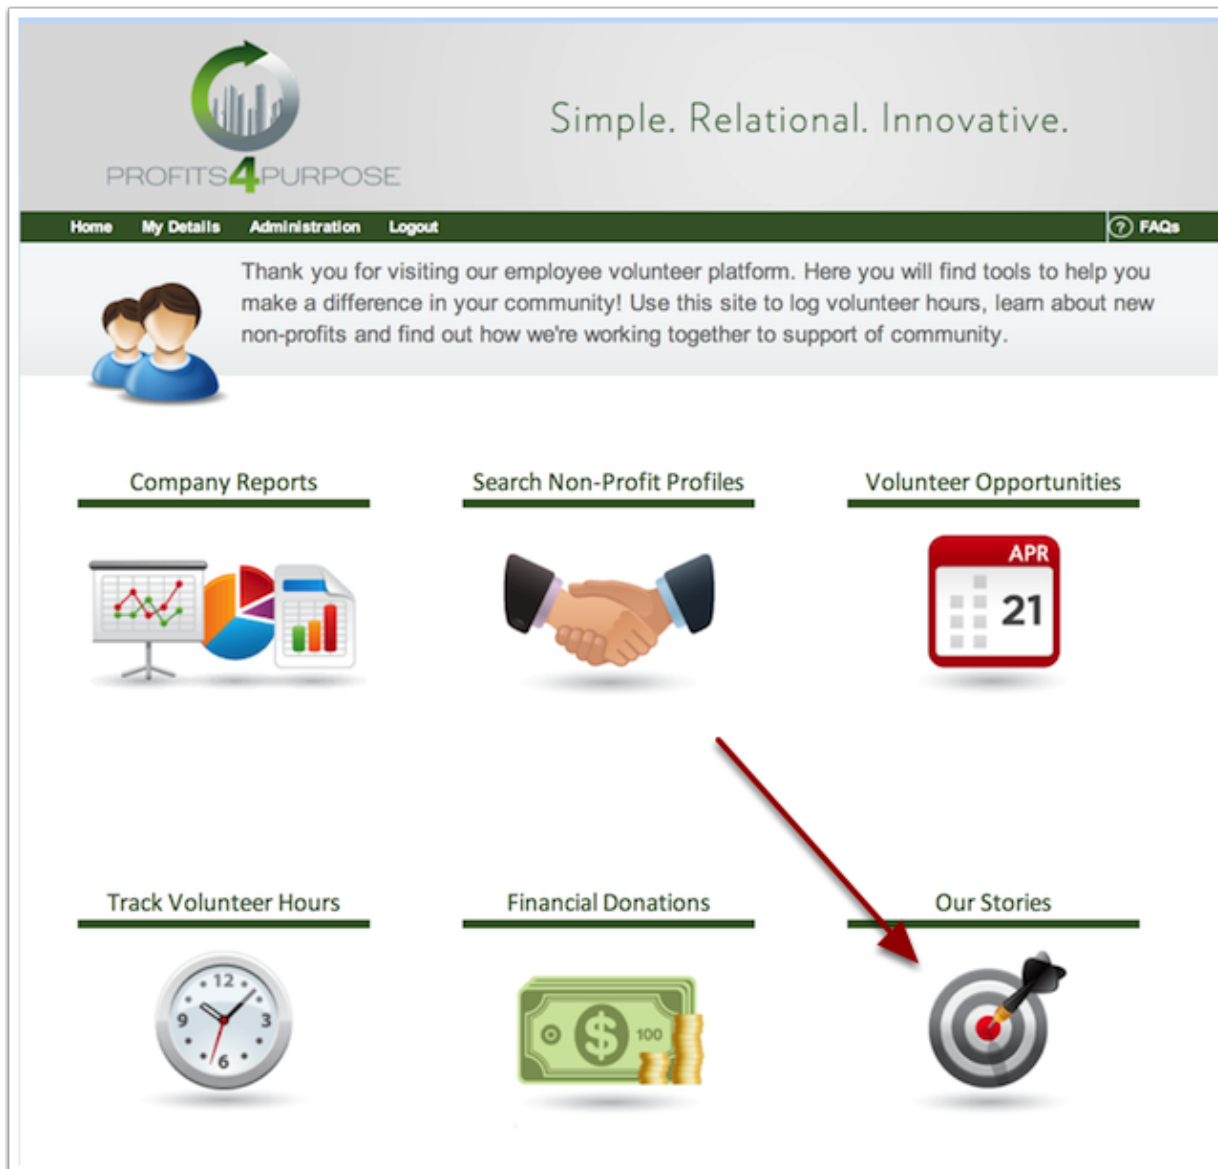 Simple. Relational. Innovative.
PROFITS4PURPOSE
Home My Details Administration Logout ? FAQs
Thank you for visiting our employee volunteer platform. Here you will find tools to help you
make a difference in your community! Use this site to log volunteer hours, learn about new
non-profits and find out how we're working together to support of community.
Company Reports
Search Non-Profit Profiles
Volunteer Opportunities
APR
21
Track Volunteer Hours
Financial Donations
Our Stories
12
9 3
6
$ 100